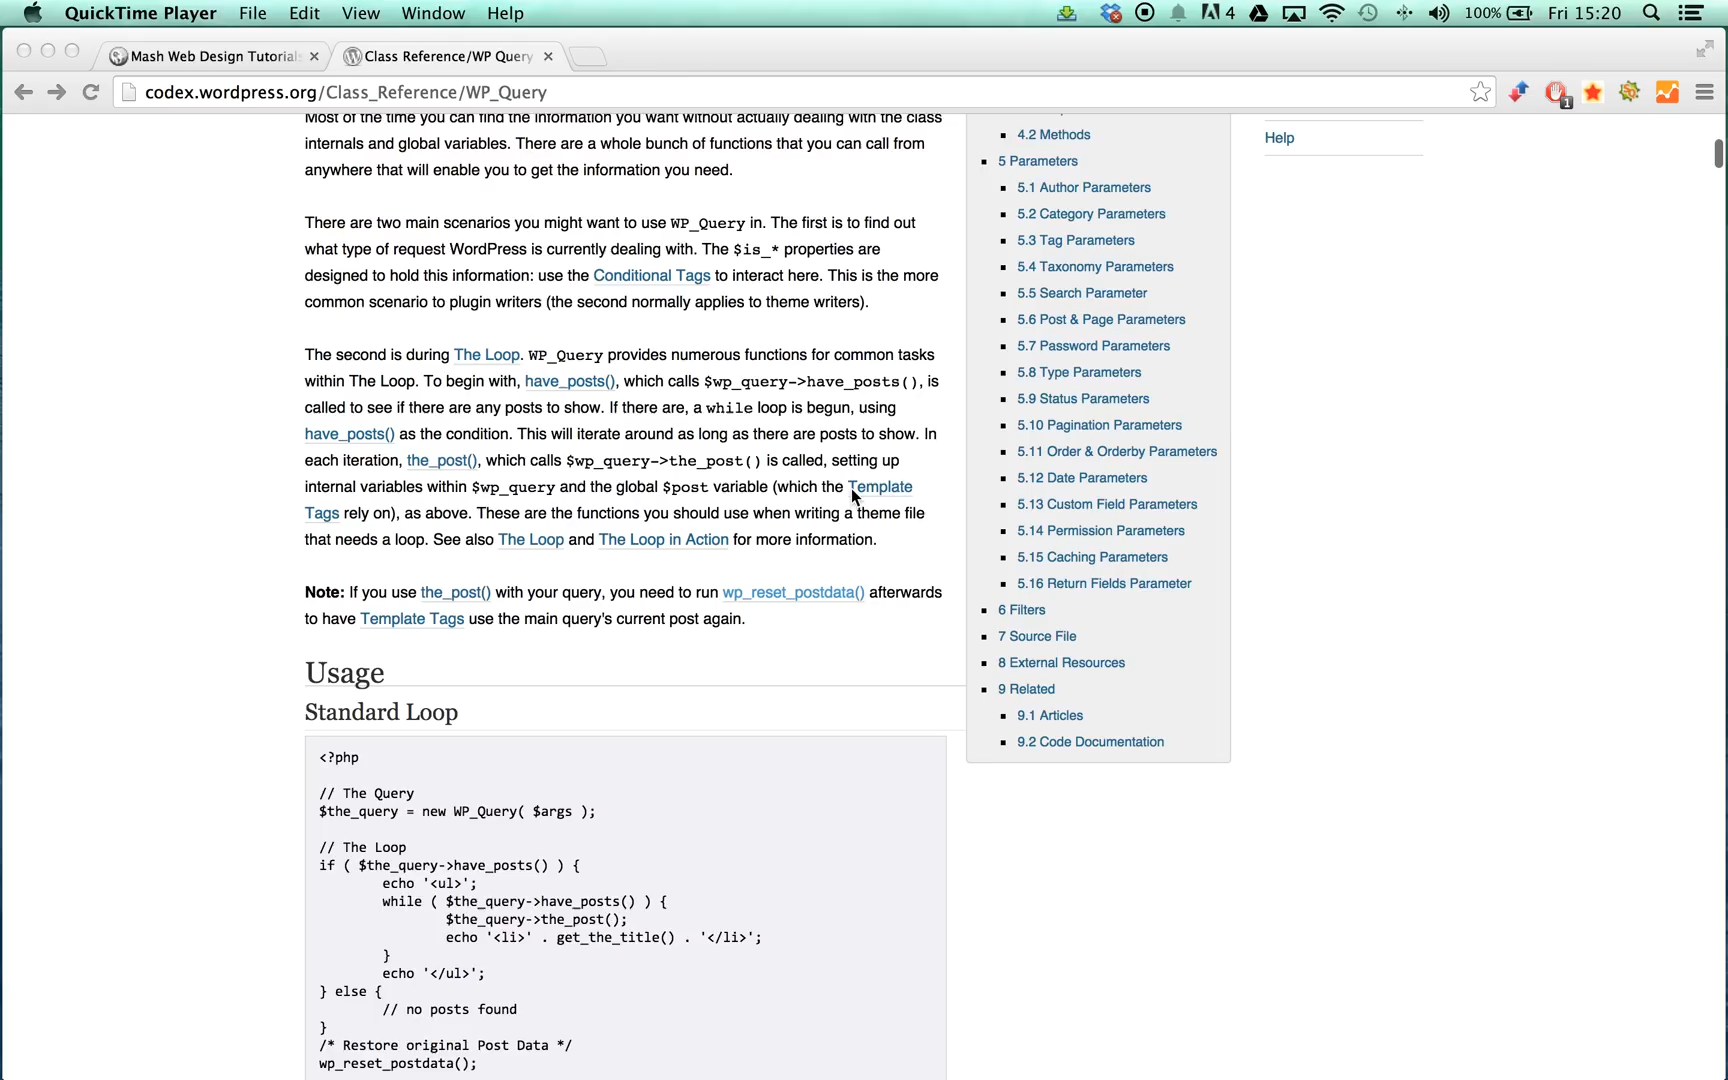 QuickTime Player File Edit View Window Help 4 100% Fri 15:20
Mash Web Design Tutorials Class Reference/WP Query
codex.wordpress.org/Class_Reference/WP_Query
1
Most of the time you can find the information you want without actually dealing with the class
internals and global variables. There are a whole bunch of functions that you can call from
anywhere that will enable you to get the information you need.
There are two main scenarios you might want to use WP_Query in. The first is to find out
what type of request WordPress is currently dealing with. The $is_* properties are
designed to hold this information: use the Conditional Tags to interact here. This is the more
common scenario to plugin writers (the second normally applies to theme writers).
The second is during The Loop. WP_Query provides numerous functions for common tasks
within The Loop. To begin with, have_posts(), which calls $wp_query->have_posts(), is
called to see if there are any posts to show. If there are, a while loop is begun, using
have_posts() as the condition. This will iterate around as long as there are posts to show. In
each iteration, the_post(), which calls $wp_query->the_post() is called, setting up
internal variables within $wp_query and the global $post variable (which the Template
Tags rely on), as above. These are the functions you should use when writing a theme file
that needs a loop. See also The Loop and The Loop in Action for more information.
Note: If you use the_post() with your query, you need to run wp_reset_postdata() afterwards
to have Template Tags use the main query's current post again.
Usage
Standard Loop
<?php
// The Query
$the_query = new WP_Query( $args );
// The Loop
if ( $the_query->have_posts() ) {
echo '<ul>';
while ( $the_query->have_posts() ) {
$the_query->the_post();
echo '<li>' . get_the_title() . '</li>';
}
echo '</ul>';
} else {
// no posts found
}
/* Restore original Post Data */
wp_reset_postdata();
4.2 Methods
5 Parameters
5.1 Author Parameters
5.2 Category Parameters
5.3 Tag Parameters
5.4 Taxonomy Parameters
5.5 Search Parameter
5.6 Post & Page Parameters
5.7 Password Parameters
5.8 Type Parameters
5.9 Status Parameters
5.10 Pagination Parameters
5.11 Order & Orderby Parameters
5.12 Date Parameters
5.13 Custom Field Parameters
5.14 Permission Parameters
5.15 Caching Parameters
5.16 Return Fields Parameter
6 Filters
7 Source File
8 External Resources
9 Related
9.1 Articles
9.2 Code Documentation
Help